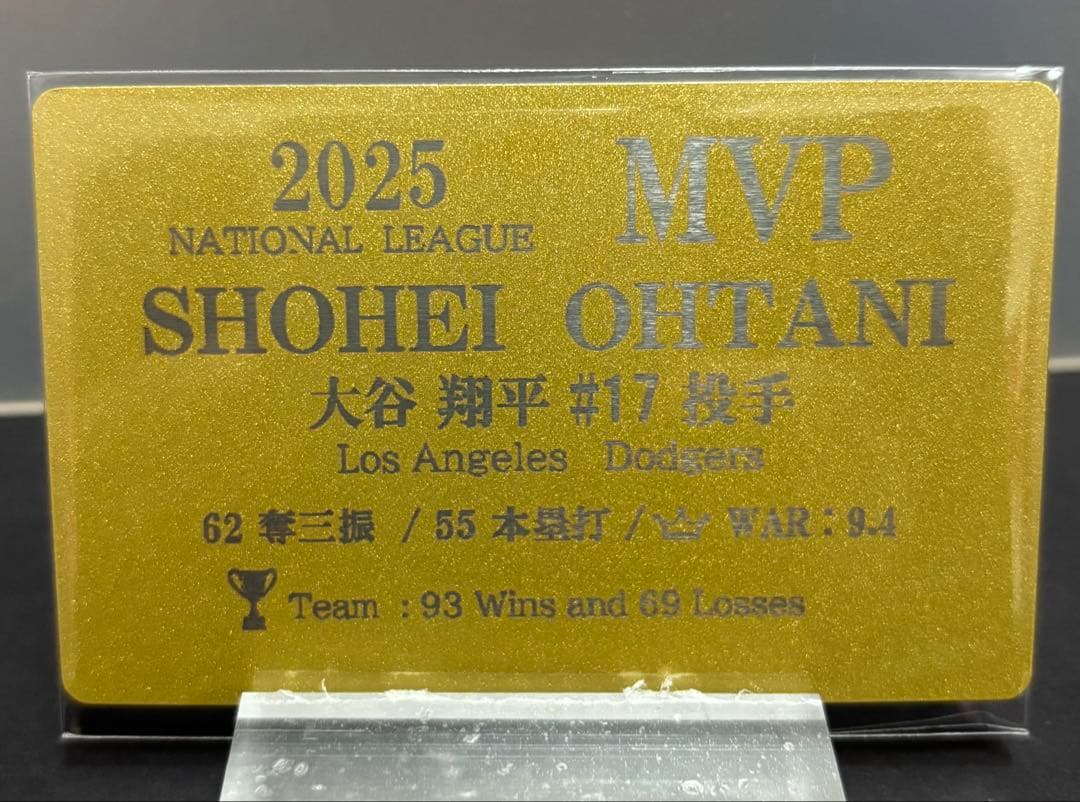 2025
NATIONAL LEAGUE
MVP
SHOHEI OHTANI
大谷 翔平 #17 投手
Los Angeles Dodgers
62 奪三振 / 55 本塁打 / WAR : 9.4
Team : 93 Wins and 69 Losses